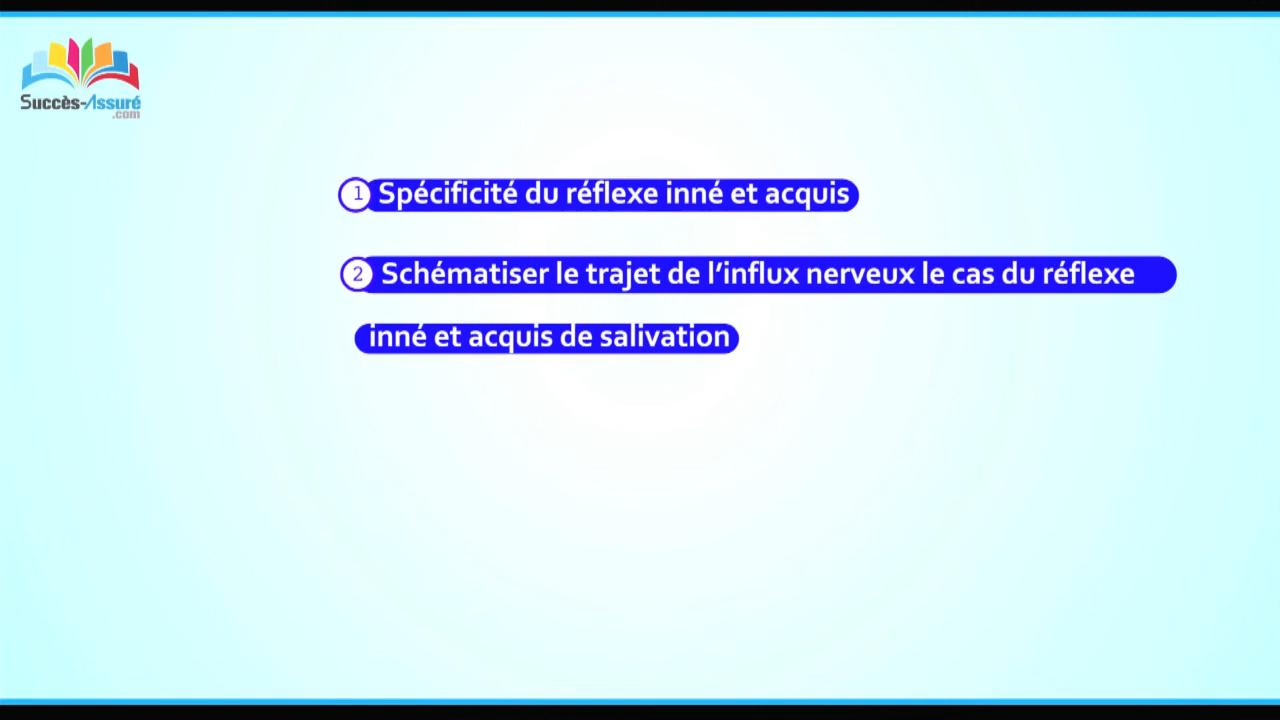 Succès-Assuré
.com
1 Spécificité du réflexe inné et acquis
2 Schématiser le trajet de l'influx nerveux le cas du réflexe
inné et acquis de salivation